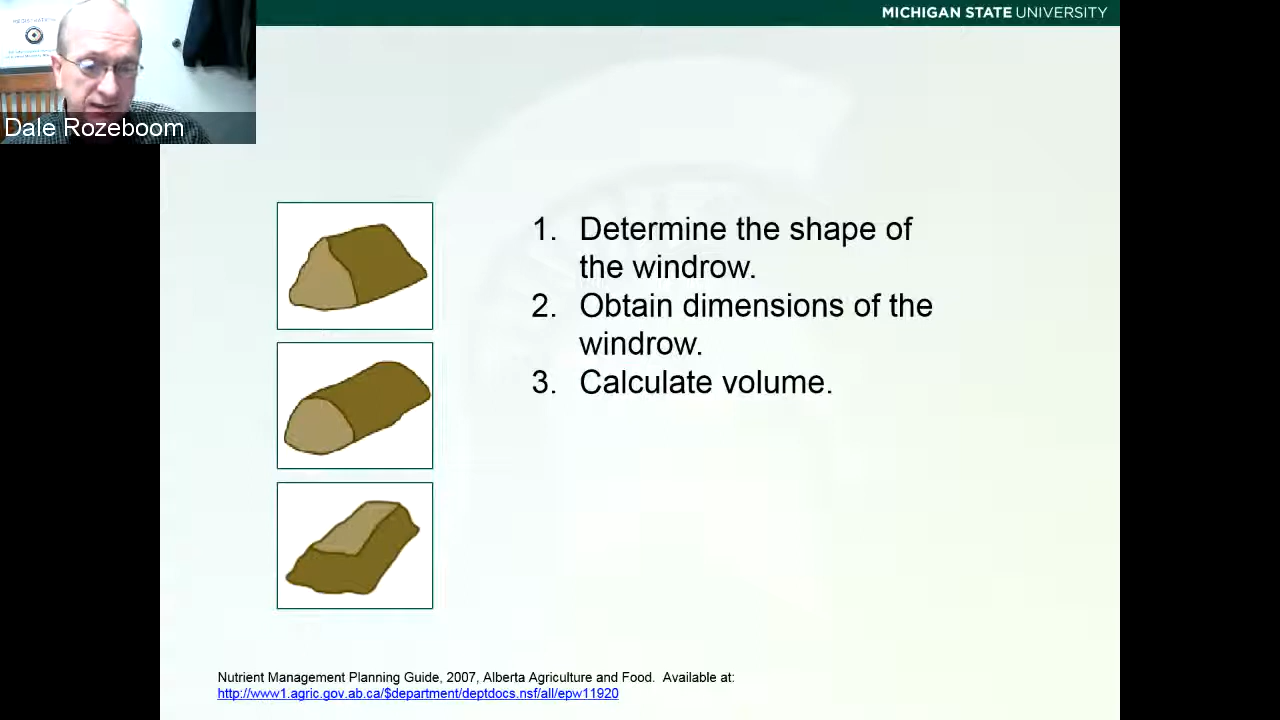 MICHIGAN STATE UNIVERSITY
Dale Rozeboom
1. Determine the shape of
the windrow.
2. Obtain dimensions of the
windrow.
3. Calculate volume.
Nutrient Management Planning Guide, 2007, Alberta Agriculture and Food. Available at:
http://www1.agric.gov.ab.ca/$department/deptdocs.nsf/all/epw11920